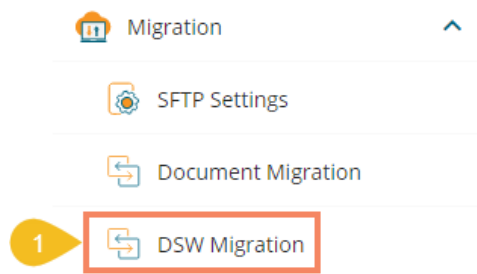 Migration
SFTP Settings
Document Migration
1
DSW Migration